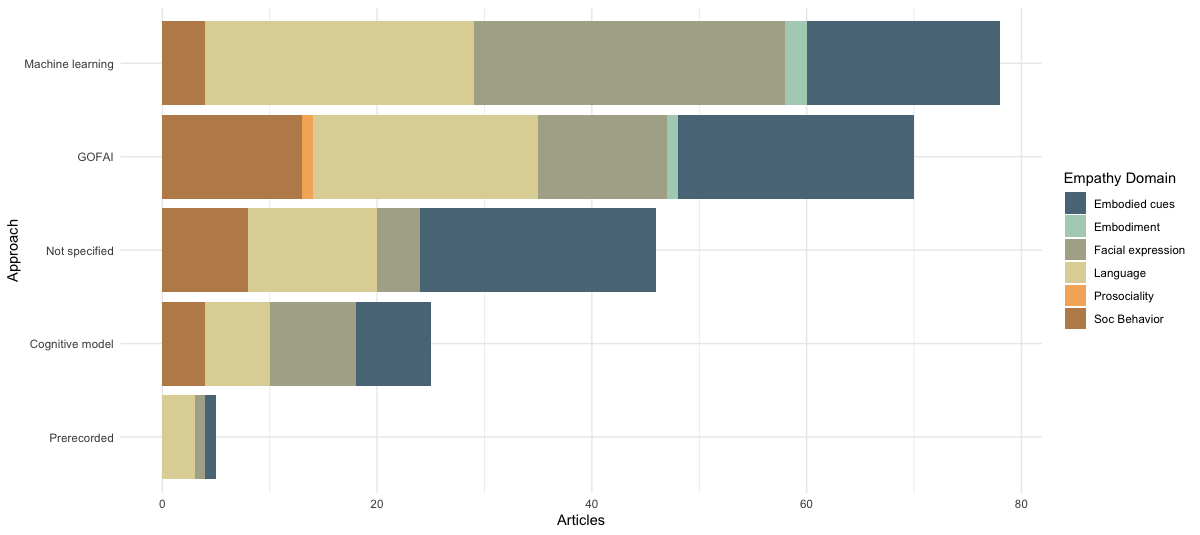 Machine learning
GOFAI
Not specified
Cognitive model
Prerecorded
Approach
0 20 40 60 80
Articles
Empathy Domain
Embodied cues
Embodiment
Facial expression
Language
Prosociality
Soc Behavior